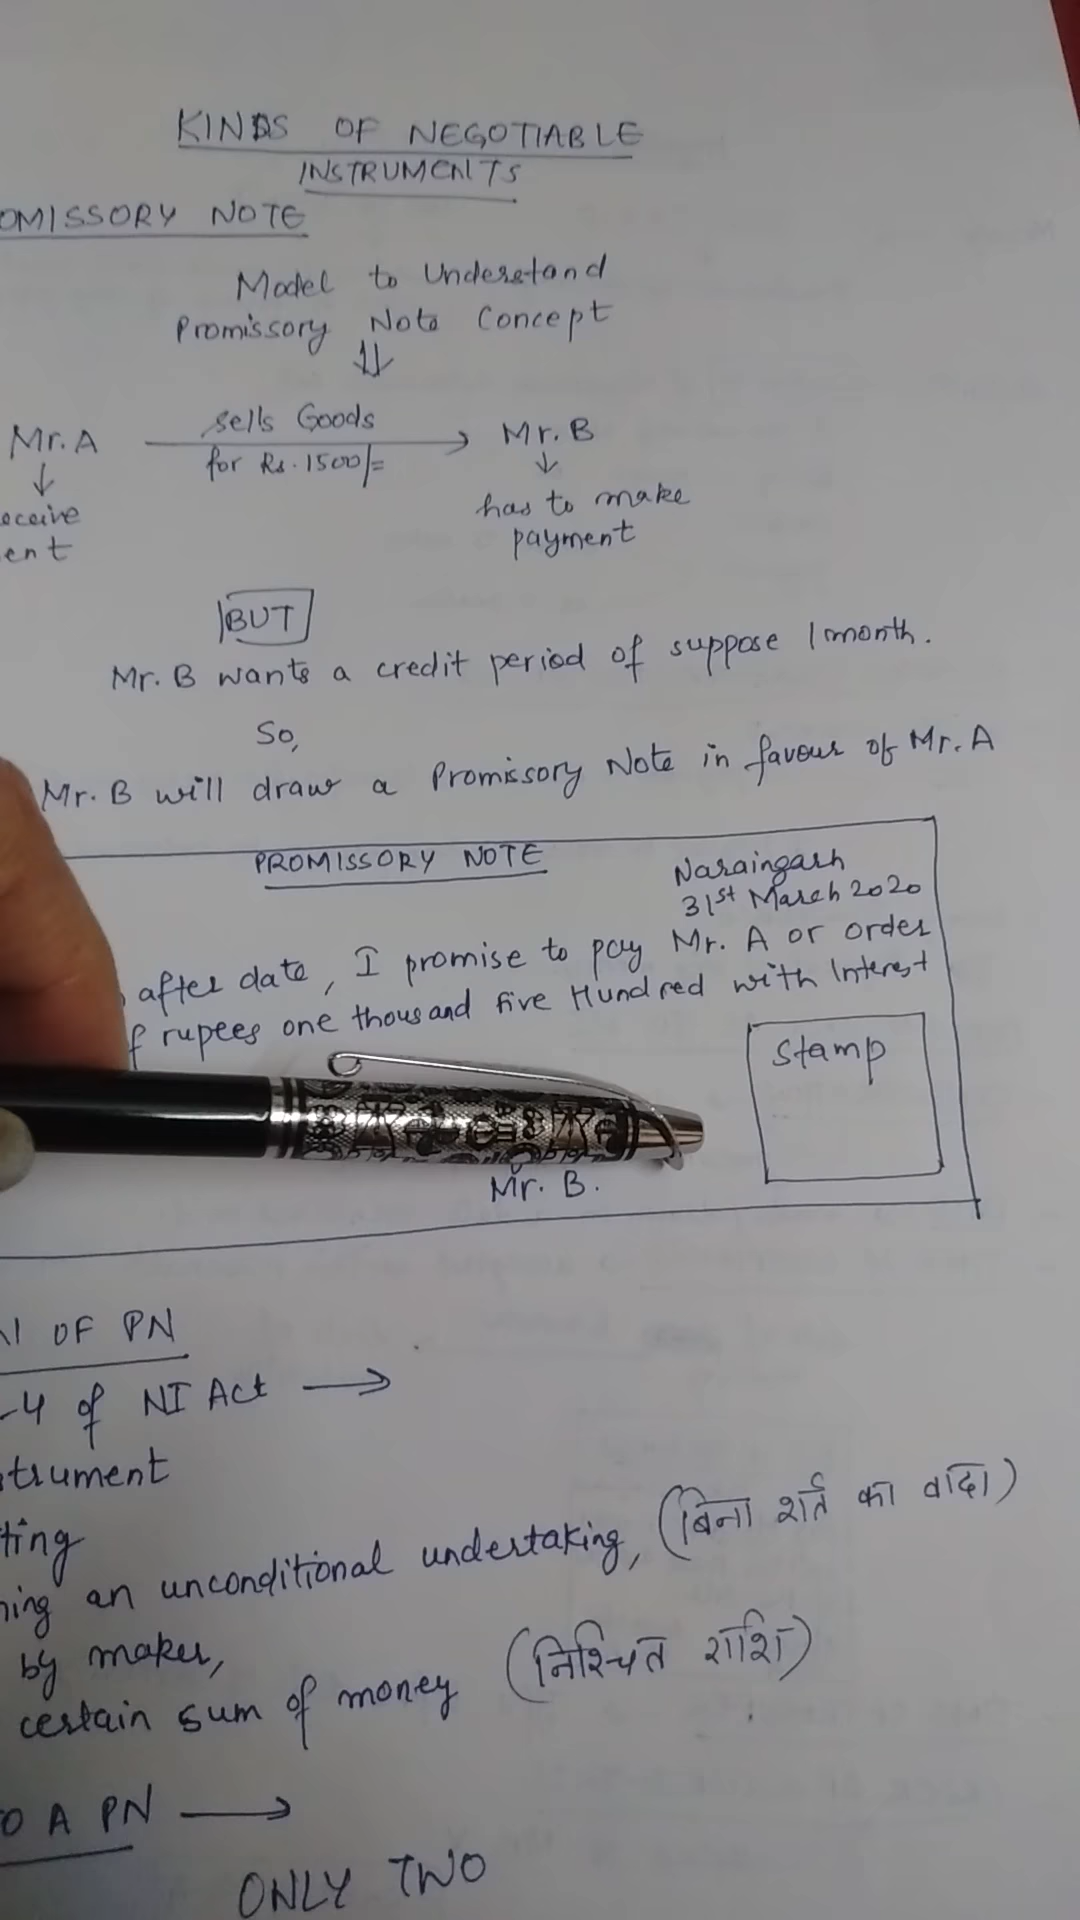 KINDS OF NEGOTIABLE
INSTRUMENTS
OMISSORY NOTE
Model to Understand
Promissory Note Concept
Mr. A sells Goods Mr. B
for Rs. 1500/=
eceive has to make
ent payment
BUT
Mr. B wants a credit period of suppose 1 month.
So,
Mr. B will draw a Promissory Note in favour of Mr. A
PROMISSORY NOTE
Naraingarh
31st March 2020
after date, I promise to pay Mr. A or order
f rupees one thousand five Hundred with Interest
Stamp
Mr. B.
OF PN
-4 of NI Act
trument
ting
ing an unconditional undertaking, (बिना शर्त का वादा)
by maker,
certain sum of money (निश्चित राशि)
O A PN
ONLY TWO